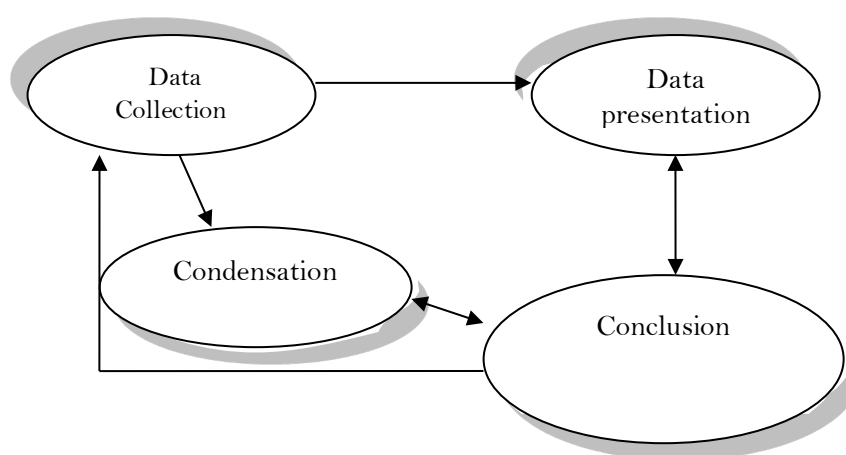 Data
Collection
Data
presentation
Condensation
Conclusion